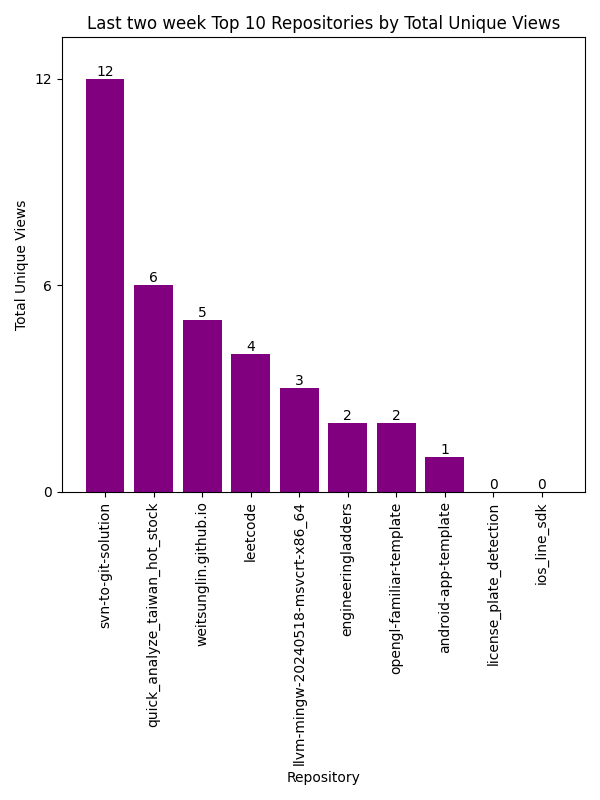 Last two week Top 10 Repositories by Total Unique Views
Total Unique Views
12
6
0
12
6
5
4
3
2
2
1
0
0
svn-to-git-solution
quick_analyze_taiwan_hot_stock
weitsunglin.github.io
leetcode
llvm-mingw-20240518-msvcrt-x86_64
engineeringladders
opengl-familiar-template
android-app-template
license_plate_detection
ios_line_sdk
Repository